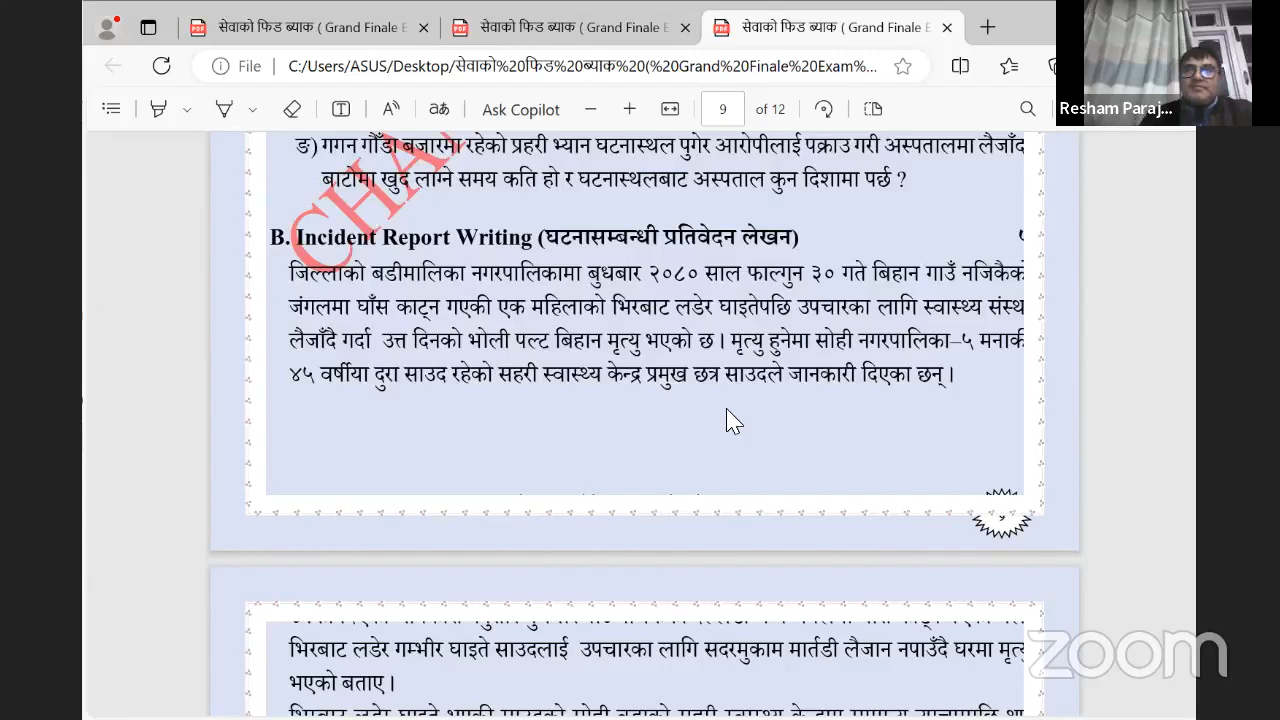 सेवाको फिड ब्याक ( Grand Finale E
सेवाको फिड ब्याक ( Grand Finale E
सेवाको फिड ब्याक ( Grand Finale E
File
C:/Users/ASUS/Desktop/सेवाको%20फिड%20ब्याक%20(%20Grand%20Finale%20Exam%...
Ask Copilot
9 of 12
Resham Paraj...
ङ) गगन गौंडा बजारमा रहेको प्रहरी भ्यान घटनास्थल पुगेर आरोपीलाई पक्राउ गरी अस्पतालमा लैजाँद
बाटोमा खुद लाग्ने समय कति हो र घटनास्थलबाट अस्पताल कुन दिशामा पर्छ ?
CHA
B. Incident Report Writing (घटनासम्बन्धी प्रतिवेदन लेखन)
जिल्लाको बडीमालिका नगरपालिकामा बुधबार २०८० साल फाल्गुन ३० गते बिहान गाउँ नजिकैको
जंगलमा घाँस काट्न गएकी एक महिलाको भिरबाट लडेर घाइतेपछि उपचारका लागि स्वास्थ्य संस्थ
लैजाँदै गर्दा उत्त दिनको भोली पल्ट बिहान मृत्यु भएको छ । मृत्यु हुनेमा सोही नगरपालिका–५ मनाकी
४५ वर्षीया दुरा साउद रहेको सहरी स्वास्थ्य केन्द्र प्रमुख छत्र साउदले जानकारी दिएका छन् ।
भिरबाट लडेर गम्भीर घाइते साउदलाई उपचारका लागि सदरमुकाम मार्तडी लैजान नपाउँदै घरमा मृत्यु
भएको बताए ।
zoom